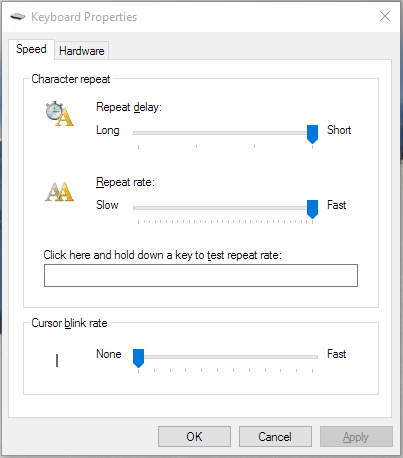 Keyboard Properties
Speed Hardware
Character repeat
Repeat delay:
Long Short
Repeat rate:
Slow Fast
Click here and hold down a key to test repeat rate:
Cursor blink rate
None Fast
OK Cancel Apply